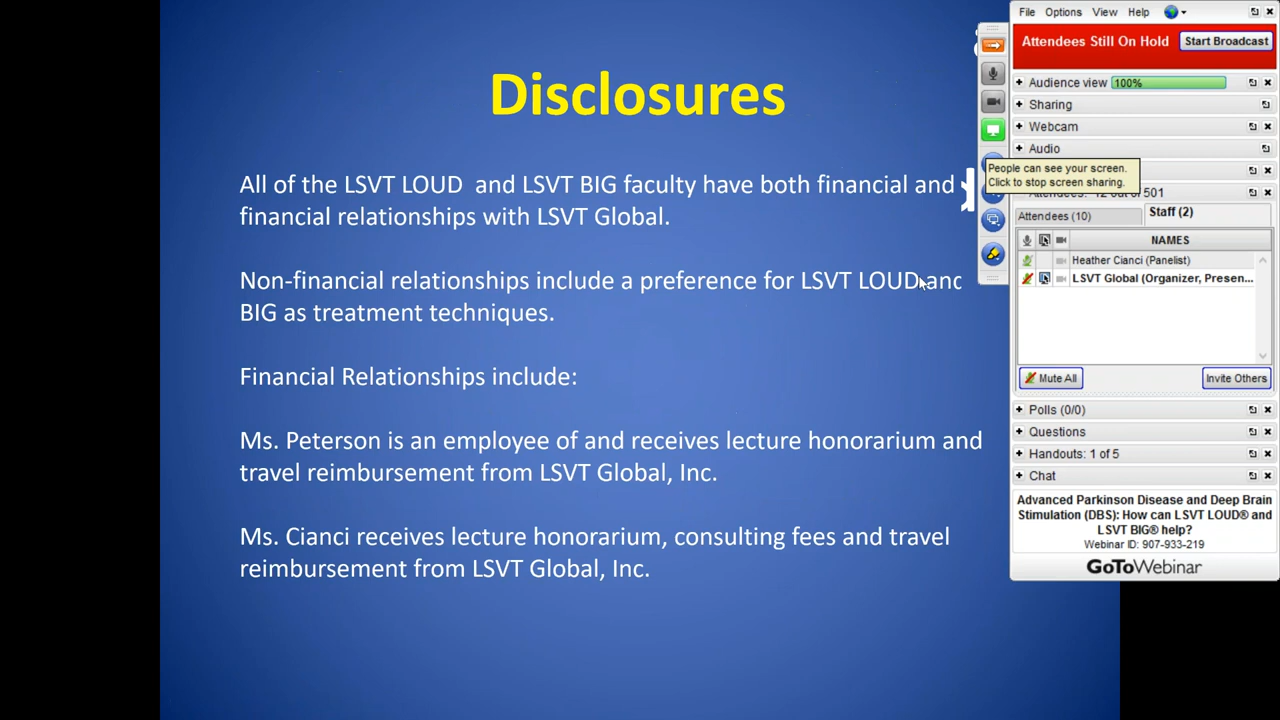 Disclosures
All of the LSVT LOUD and LSVT BIG faculty have both financial and
financial relationships with LSVT Global.
Non-financial relationships include a preference for LSVT LOUD
BIG as treatment techniques.
Financial Relationships include:
Ms. Peterson is an employee of and receives lecture honorarium and
travel reimbursement from LSVT Global, Inc.
Ms. Cianci receives lecture honorarium, consulting fees and travel
reimbursement from LSVT Global, Inc.
File Options View Help
Attendees Still On Hold Start Broadcast
Audience view 100%
Sharing
Webcam
Audio
People can see your screen.
Click to stop screen sharing.
501
Attendees (10) Staff (2)
NAMES
Heather Cianci (Panelist)
LSVT Global (Organizer, Presen...
Mute All Invite Others
Polls (0/0)
Questions
Handouts: 1 of 5
Chat
Advanced Parkinson Disease and Deep Brain
Stimulation (DBS): How can LSVT LOUD® and
LSVT BIG® help?
Webinar ID: 907-933-219
GoToWebinar